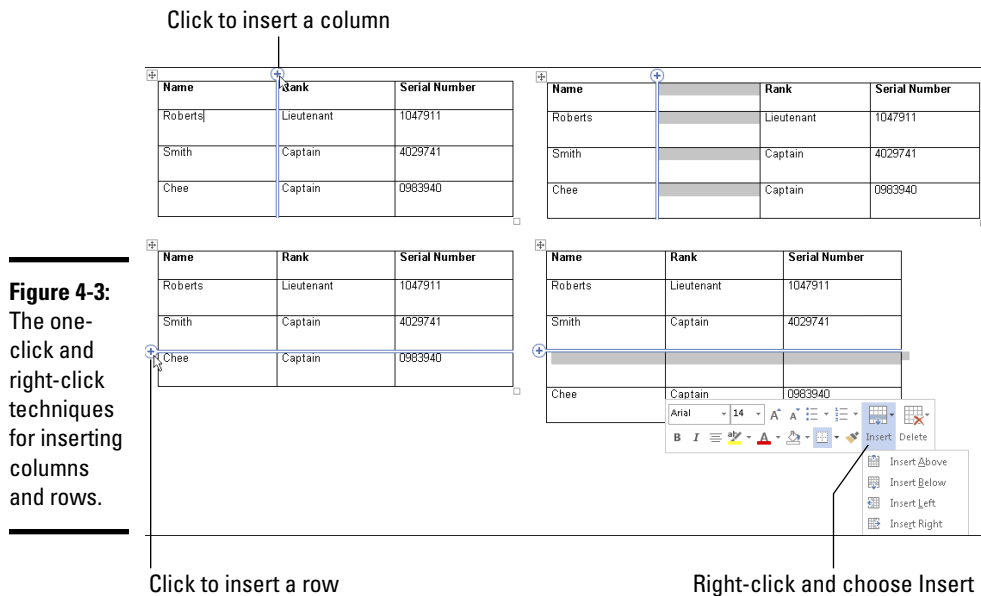 Click to insert a column
Name Rank Serial Number
Roberts Lieutenant 1047911
Smith Captain 4029741
Chee Captain 0983940
Name Rank Serial Number
Roberts Lieutenant 1047911
Smith Captain 4029741
Chee Captain 0983940
Figure 4-3:
The one-
click and
right-click
techniques
for inserting
columns
and rows.
Name Rank Serial Number
Roberts Lieutenant 1047911
Smith Captain 4029741
Chee Captain 0983940
Name Rank Serial Number
Roberts Lieutenant 1047911
Smith Captain 4029741
Chee Captain 0983940
Arial 14 A A
B I ab A Insert Delete
Insert Above
Insert Below
Insert Left
Insert Right
Click to insert a row
Right-click and choose Insert